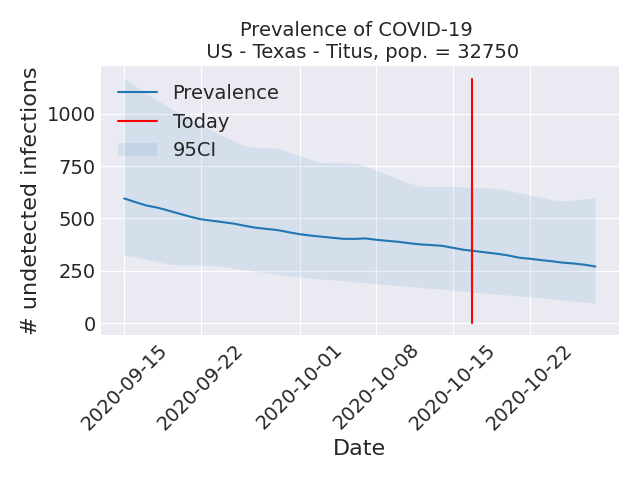 Prevalence of COVID-19
US - Texas - Titus, pop. = 32750
# undetected infections
1000
750
500
250
0
Prevalence
Today
95CI
2020-09-15
2020-09-22
2020-10-01
2020-10-08
2020-10-15
2020-10-22
Date